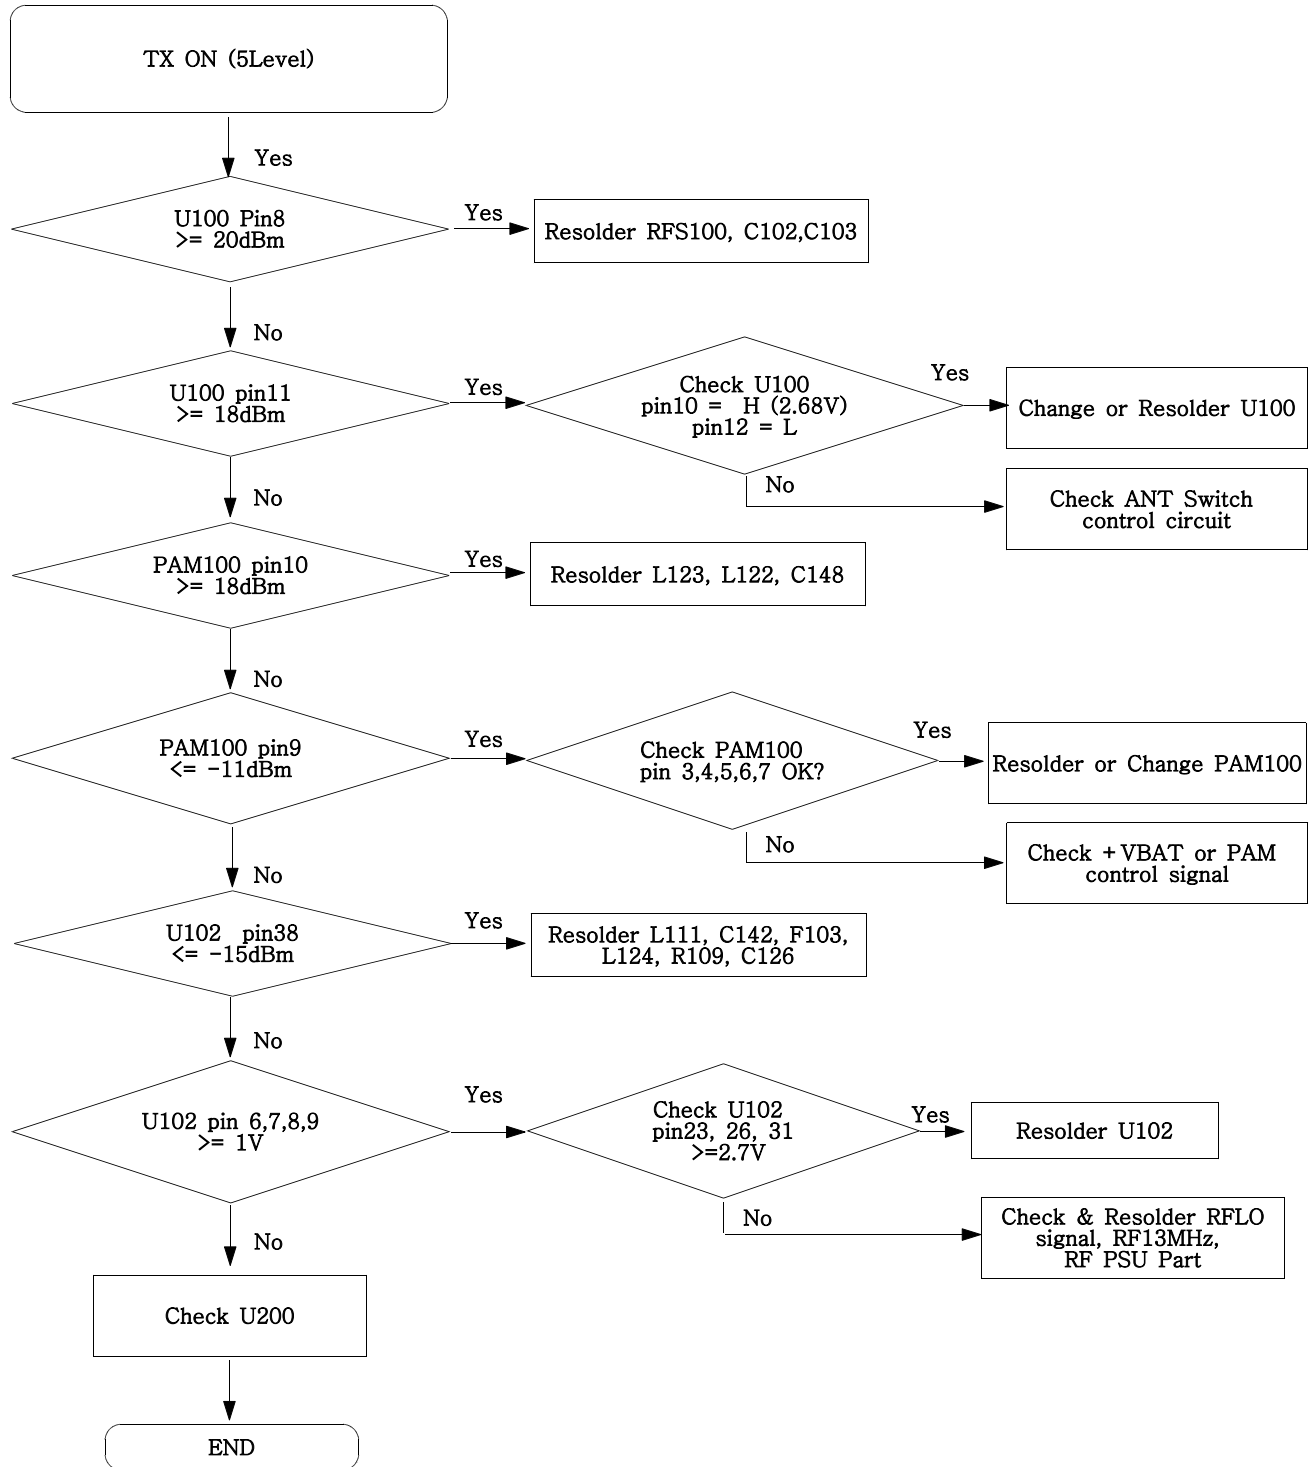 TX ON (5Level)
Yes
U100 Pin8
>= 20dBm
Yes
Resolder RFS100, C102,C103
No
U100 pin11
>= 18dBm
Yes
Check U100
pin10 = H (2.68V)
pin12 = L
Yes
Change or Resolder U100
No
Check ANT Switch
control circuit
No
PAM100 pin10
>= 18dBm
Yes
Resolder L123, L122, C148
No
PAM100 pin9
<= -11dBm
Yes
Check PAM100
pin 3,4,5,6,7 OK?
Yes
Resolder or Change PAM100
No
Check +VBAT or PAM
control signal
No
U102 pin38
<= -15dBm
Yes
Resolder L111, C142, F103,
L124, R109, C126
No
U102 pin 6,7,8,9
>= 1V
Yes
Check U102
pin23, 26, 31
>=2.7V
Yes
Resolder U102
No
Check & Resolder RFLO
signal, RF13MHz,
RF PSU Part
No
Check U200
END